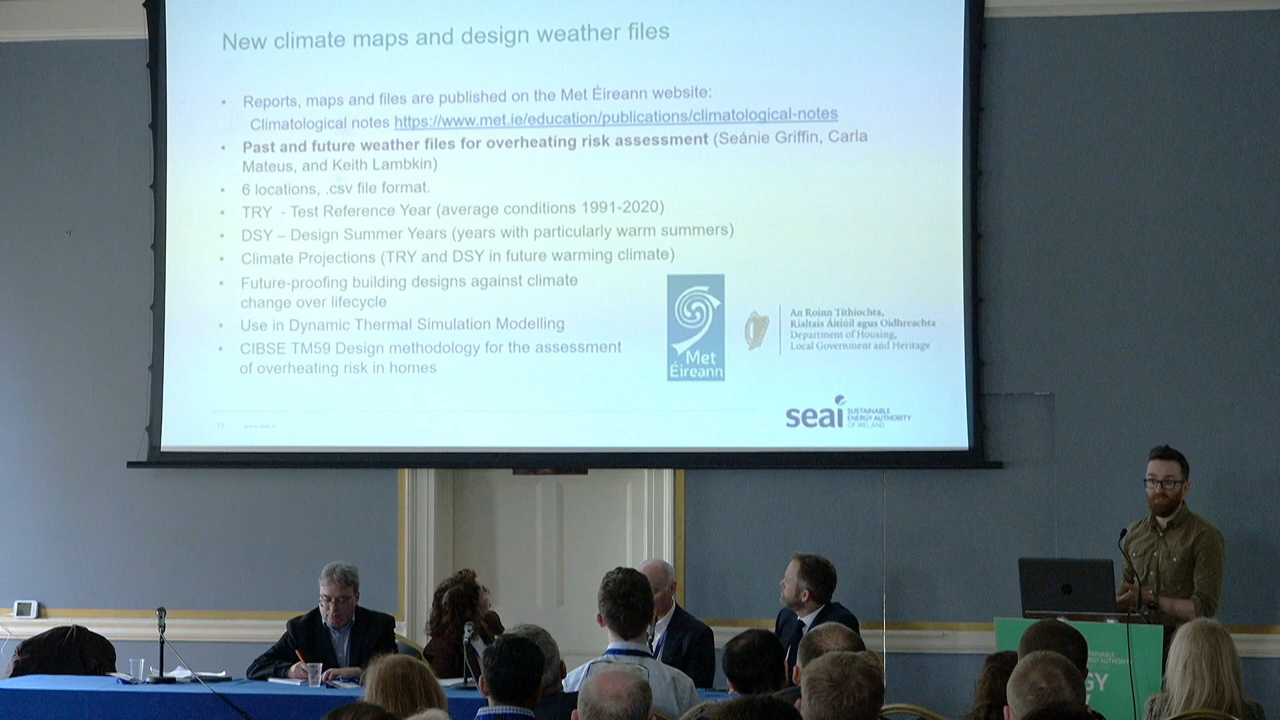 New climate maps and design weather files
• Reports, maps and files are published on the Met Éireann website:
Climatological notes https://www.met.ie/education/publications/climatological-notes
• Past and future weather files for overheating risk assessment (Seánie Griffin, Carla
Mateus, and Keith Lambkin)
• 6 locations, .csv file format.
• TRY - Test Reference Year (average conditions 1991-2020)
• DSY – Design Summer Years (years with particularly warm summers)
• Climate Projections (TRY and DSY in future warming climate)
• Future-proofing building designs against climate
change over lifecycle
• Use in Dynamic Thermal Simulation Modelling
• CIBSE TM59 Design methodology for the assessment
of overheating risk in homes
Met
Éireann
An Roinn Tithíochta,
Rialtais Áitiúil agus Oidhreachta
Department of Housing,
Local Government and Heritage
seai SUSTAINABLE
ENERGY AUTHORITY
OF IRELAND